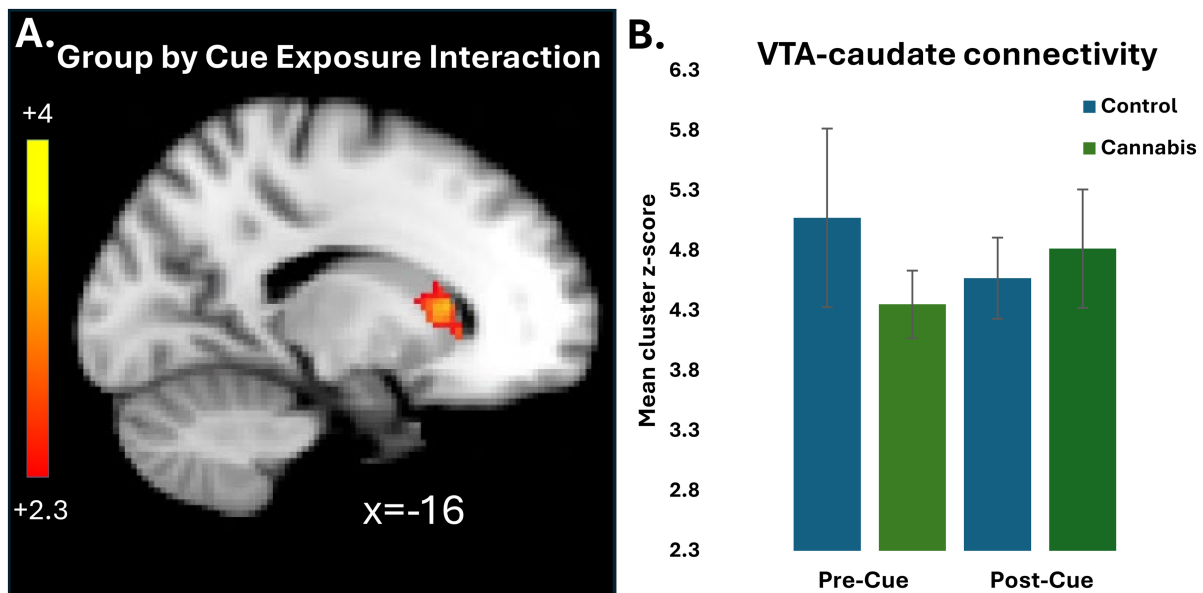 A.
Group by Cue Exposure Interaction
+4
+2.3
x=-16
B.
VTA-caudate connectivity
Control
Cannabis
Mean cluster z-score
6.3
5.8
5.3
4.8
4.3
3.8
3.3
2.8
2.3
Pre-Cue
Post-Cue